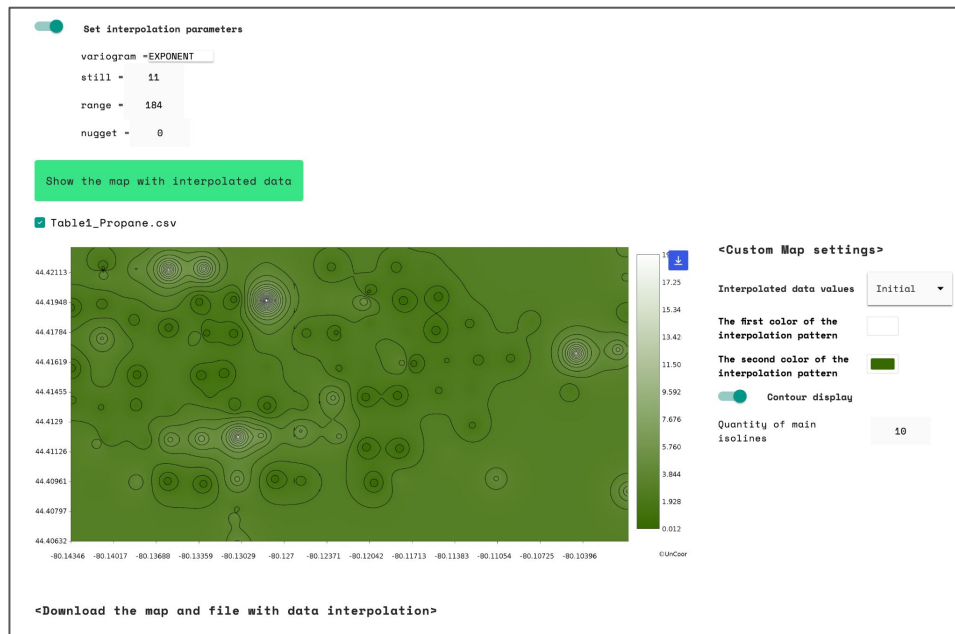 Set interpolation parameters
variogram =EXPONENT
still = 11
range = 184
nugget = 0
Show the map with interpolated data
Table1_Propane.csv
<Custom Map settings>
Interpolated data values Initial
The first color of the
interpolation pattern
The second color of the
interpolation pattern
Contour display
Quantity of main
isolines
10
44.42113
44.41948
44.41784
44.41619
44.41455
44.4129
44.41126
44.40961
44.40797
44.40632
-80.14346 -80.14017 -80.13688 -80.13359 -80.13029 -80.127 -80.12371 -80.12042 -80.11713 -80.11383 -80.11054 -80.10725 -80.10396
17.25
15.34
13.42
11.50
9.592
7.676
5.760
3.844
1.928
0.012
©UnCoor
<Download the map and file with data interpolation>